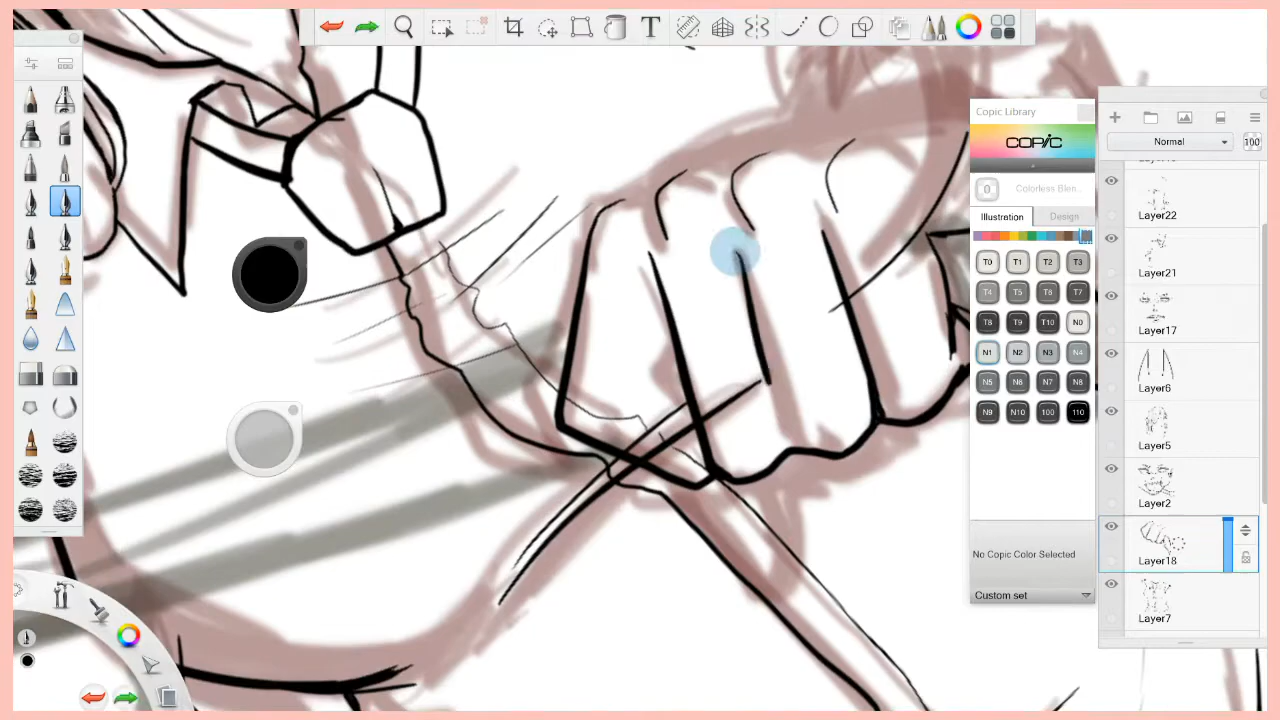 T
Copic Library
COPIC
0 Colorless Blen...
Illustration Design
T0 T1 T2 T3
T4 T5 T6 T7
T8 T9 T10 N0
N1 N2 N3 N4
N5 N6 N7 N8
N9 N10 100 110
No Copic Color Selected
Custom set
Normal 100
Layer22
Layer21
Layer17
Layer6
Layer5
Layer2
Layer18
Layer7